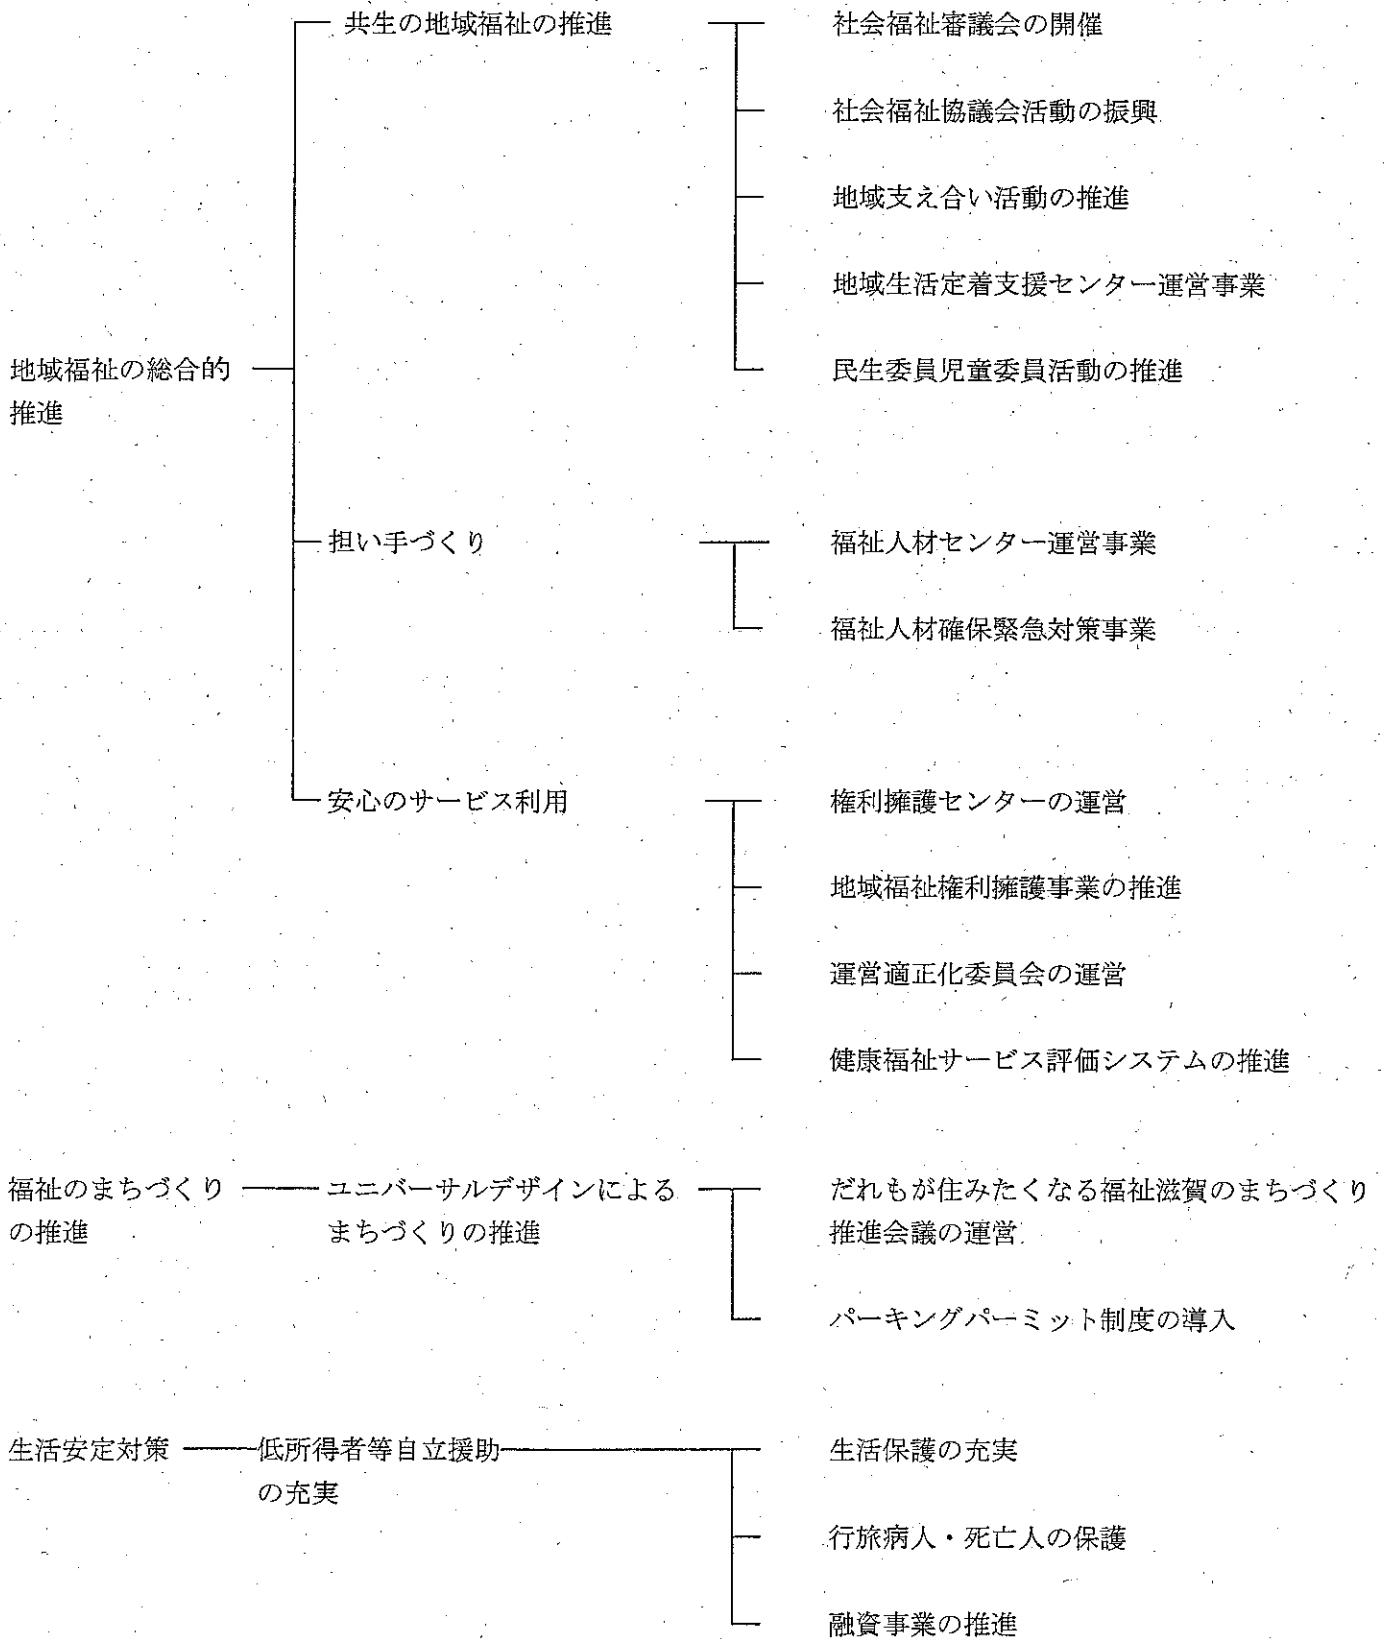 共生の地域福祉の推進
社会福祉審議会の開催
社会福祉協議会活動の振興
地域支え合い活動の推進
地域生活定着支援センター運営事業
地域福祉の総合的
推進
民生委員児童委員活動の推進
担い手づくり
福祉人材センター運営事業
福祉人材確保緊急対策事業
安心のサービス利用
権利擁護センターの運営
地域福祉権利擁護事業の推進
運営適正化委員会の運営
健康福祉サービス評価システムの推進
福祉のまちづくり
の推進
ユニバーサルデザインによる
まちづくりの推進
だれもが住みたくなる福祉滋賀のまちづくり
推進会議の運営
パーキングパーミット制度の導入
生活安定対策
低所得者等自立援助
の充実
生活保護の充実
行旅病人・死亡人の保護
融資事業の推進